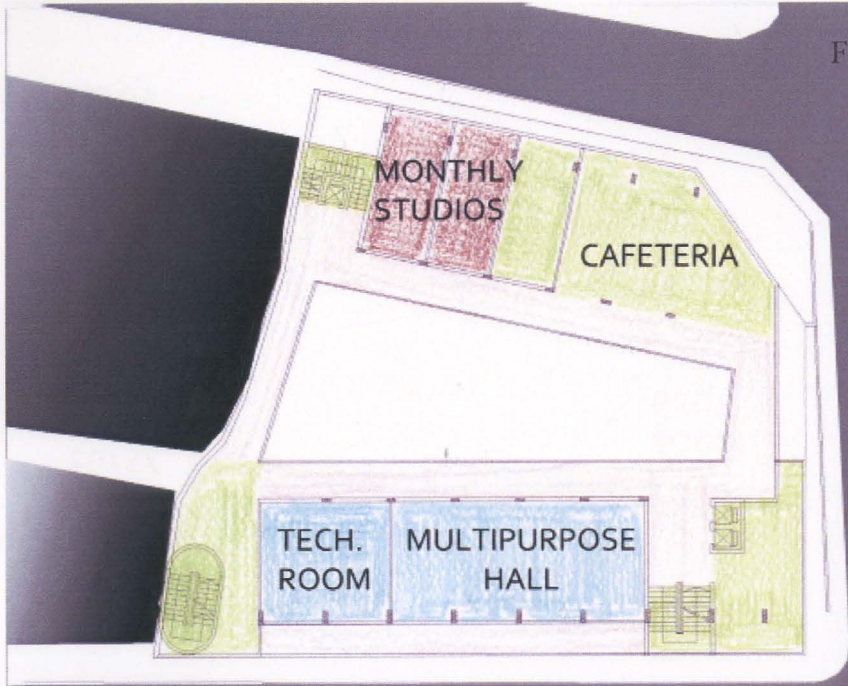 F
MONTHLY
STUDIOS
CAFETERIA
TECH.
ROOM
MULTIPURPOSE
HALL